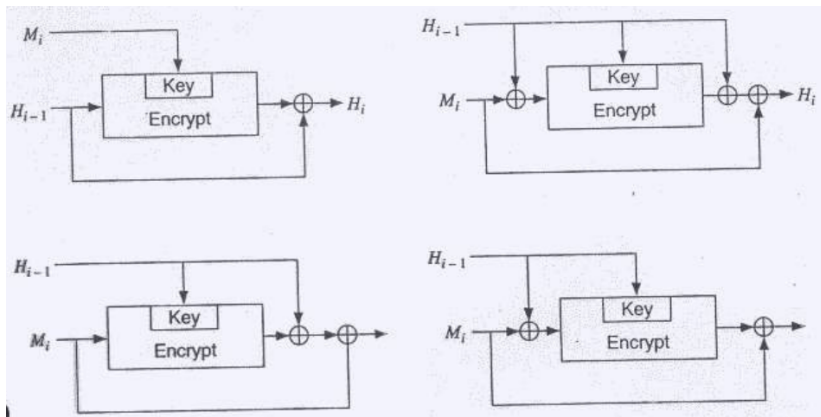 M_i
Key
Encrypt
H_{i-1}
H_i
H_{i-1}
Key
Encrypt
M_i
H_i
H_{i-1}
Key
Encrypt
M_i
H_{i-1}
Key
Encrypt
M_i